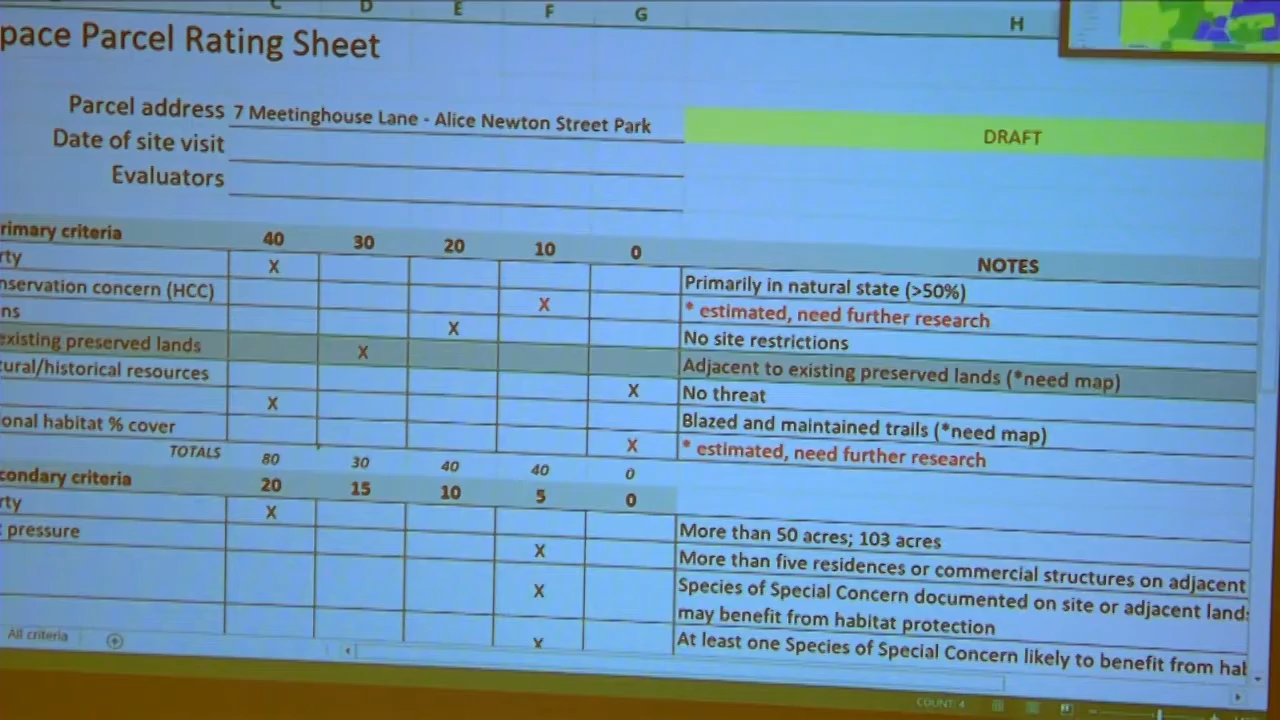 C D E F G H
pace Parcel Rating Sheet
Parcel address 7 Meetinghouse Lane - Alice Newton Street Park DRAFT
Date of site visit
Evaluators
rimary criteria 40 30 20 10 0 NOTES
rty X Primarily in natural state (>50%)
nservation concern (HCC) X * estimated, need further research
ns X No site restrictions
existing preserved lands X Adjacent to existing preserved lands (*need map)
ural/historical resources X No threat
X Blazed and maintained trails (*need map)
onal habitat % cover X * estimated, need further research
TOTALS 80 30 40 40 0
condary criteria 20 15 10 5 0
rty X More than 50 acres; 103 acres
pressure X More than five residences or commercial structures on adjacent
X Species of Special Concern documented on site or adjacent land
may benefit from habitat protection
X At least one Species of Special Concern likely to benefit from hal
All criteria
COUNT: 4